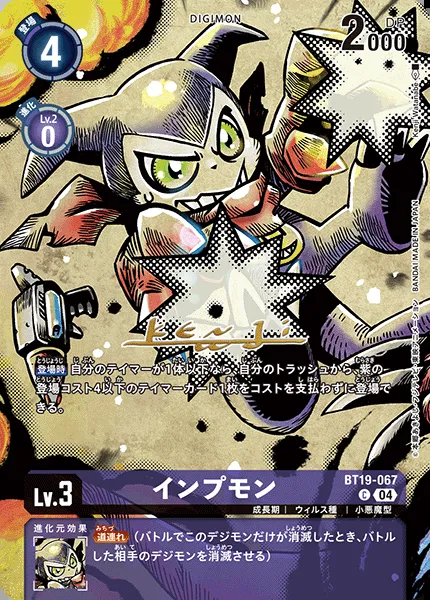 DIGIMON
登場
4
DP
2000
進化
Lv.2
0
Kenji Watanabe
BANDAI MADE IN JAPAN
kenji
登場時 自分のテイマーが1体以下なら、自分のトラッシュから、紫の
登場コスト4以下のテイマーカード1枚をコストを支払わずに登場で
きる。
BT19-067
Lv.3
インプモン
C 04
成長期 | ウィルス種 | 小悪魔型
進化元効果
道連れ (バトルでこのデジモンだけが消滅したとき、バトル
した相手のデジモンを消滅させる)